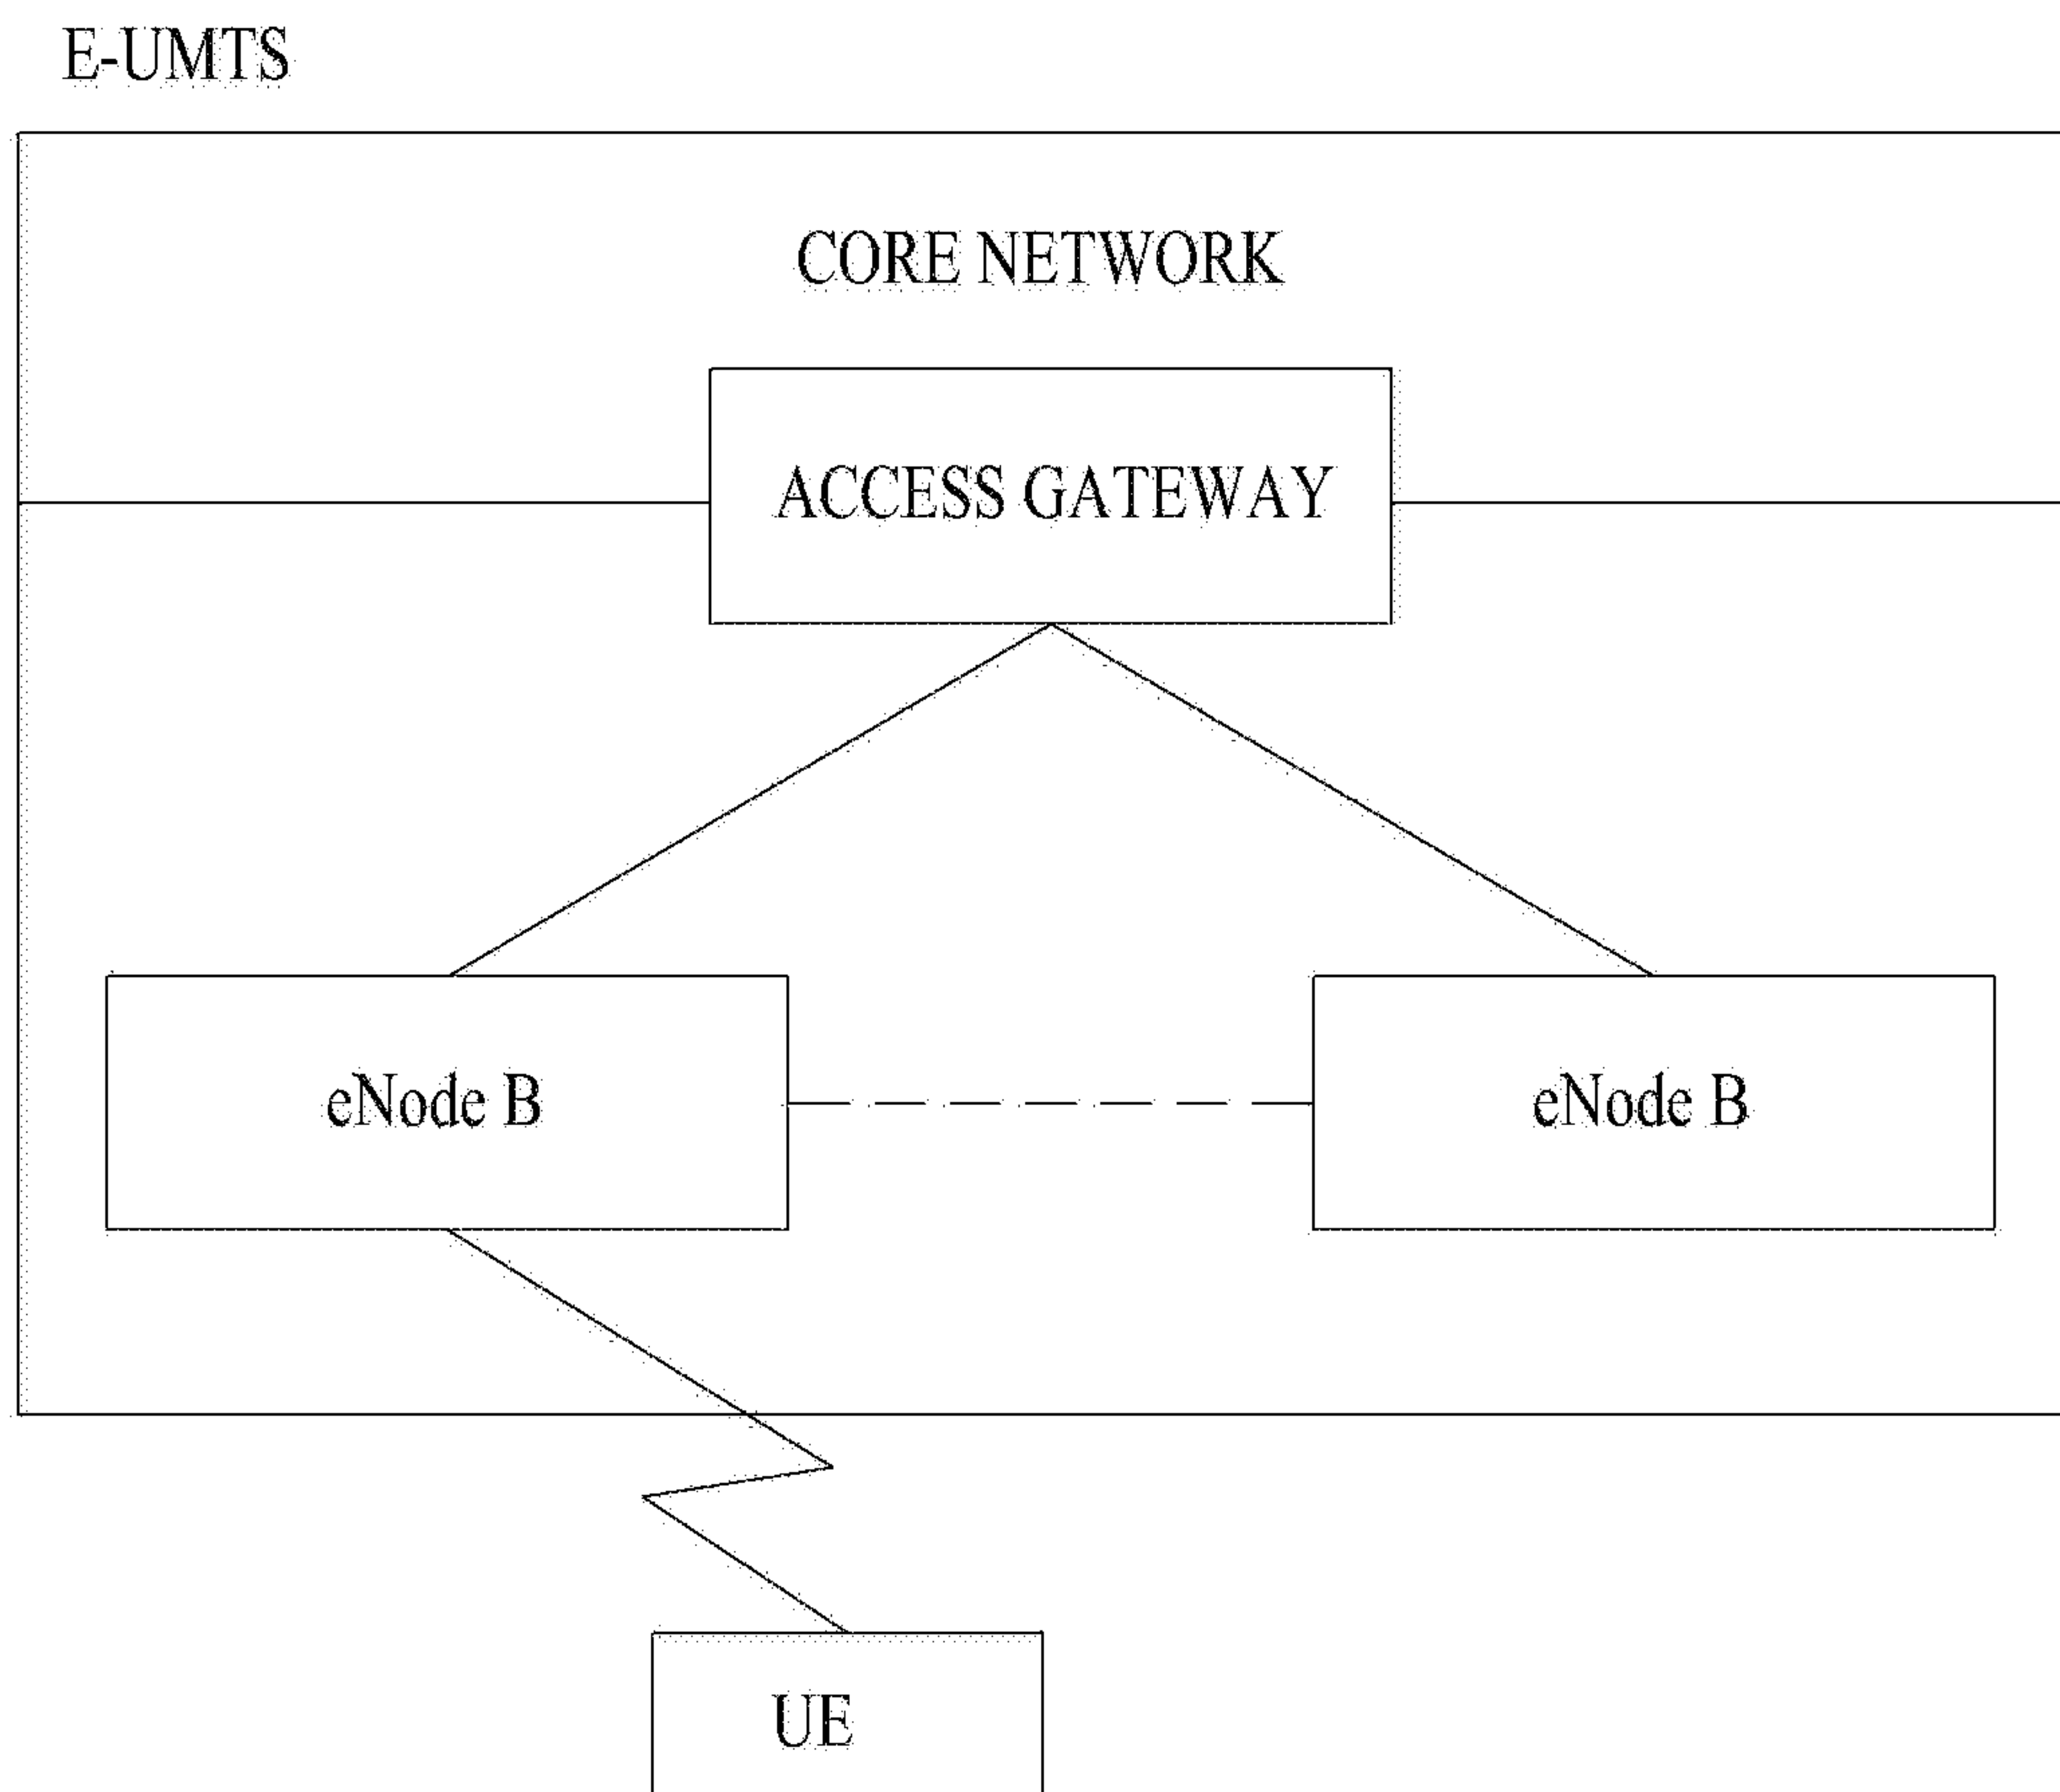 E-UMTS
CORE NETWORK
ACCESS GATEWAY
eNode B
eNode B
UE